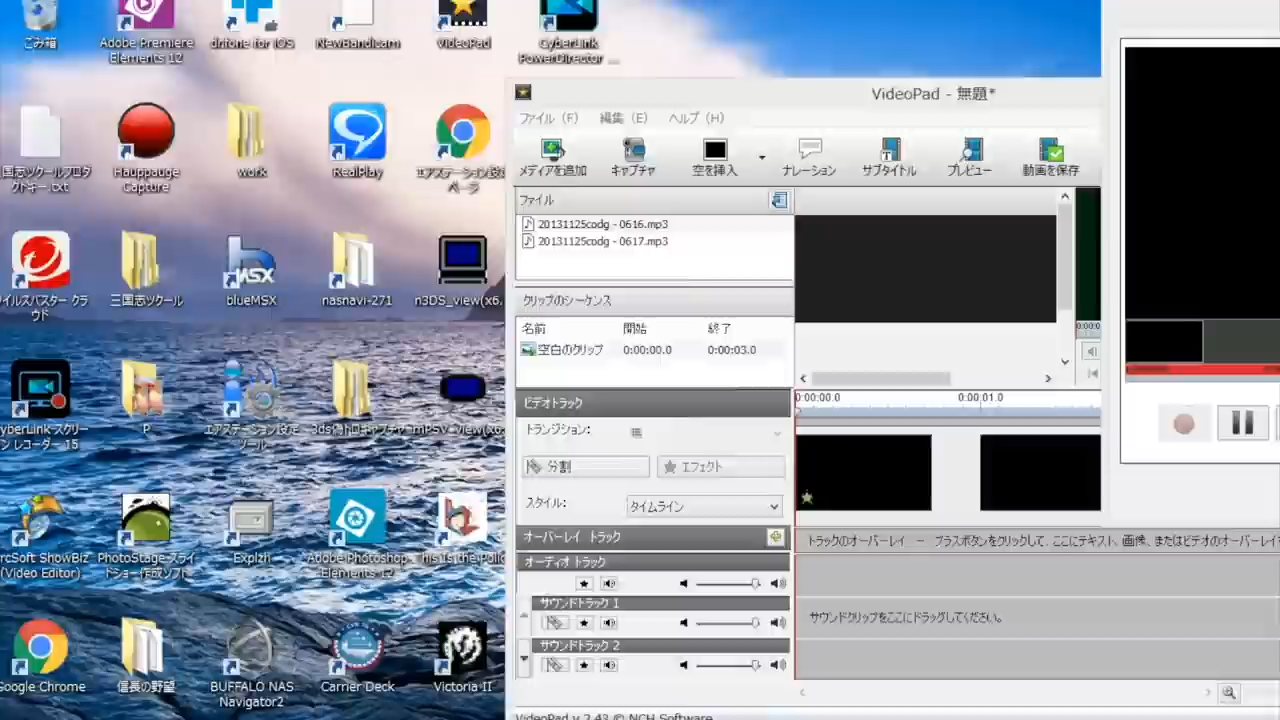 ごみ箱
Adobe Premiere
Elements 12
drfone for iOS
NewBandicam
VideoPad
CyberLink
PowerDirector ...
国志ツクールプロダ
クトキー.txt
Hauppauge
Capture
work
RealPlay
エアステーション設定
ページ
イルスバスター クラ
ウド
三国志ツクール
blueMSX
nasnavi-271
n3DS_view(x6.
yberLink スクリー
ン レコーダー 15
P
エアステーション設定
ツール
rcSoft ShowBiz
(Video Editor)
PhotoStage スライ
ドショー作成ソフト
Explzh
Adobe Photoshop
Elements 12
Google Chrome
信長の野望
BUFFALO NAS
Navigator2
Carrier Deck
Victoria II
VideoPad - 無題*
ファイル (F)
編集 (E)
ヘルプ (H)
メディアを追加
キャプチャ
空を挿入
ナレーション
サブタイトル
プレビュー
動画を保存
ファイル
20131125codg - 0616.mp3
20131125codg - 0617.mp3
クリップのシーケンス
名前
開始
終了
空白のクリップ
0:00:00.0
0:00:03.0
0:00:0
ビデオトラック
0:00:00.0
0:00:01.0
トランジション:
分割
エフェクト
スタイル:
タイムライン
オーバーレイ トラック
トラックのオーバーレイ － プラスボタンをクリックして、ここにテキスト、画像、またはビデオのオーバーレイを
オーディオ トラック
サウンドトラック 1
サウンドクリップをここにドラッグしてください。
サウンドトラック 2
VideoPad v 2.43 © NCH Software